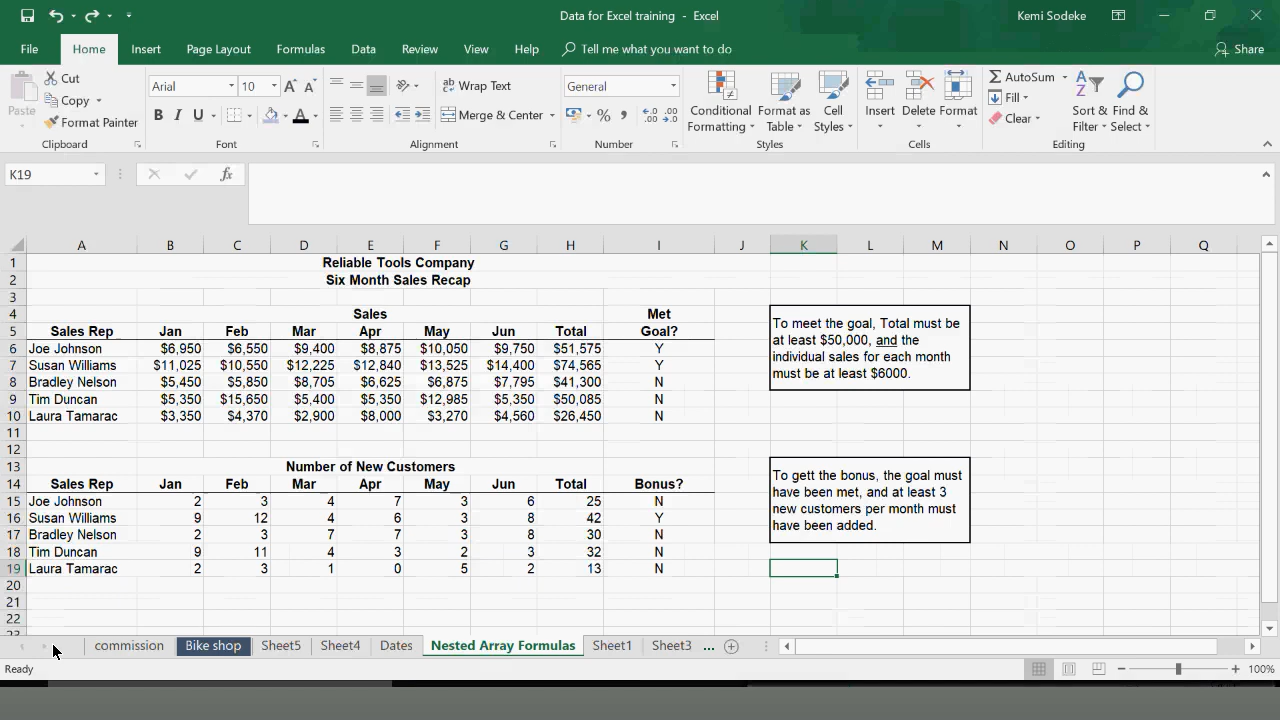 Data for Excel training - Excel
Kemi Sodeke
File Home Insert Page Layout Formulas Data Review View Help Tell me what you want to do Share
Paste
Cut
Copy
Format Painter
Clipboard
Arial 10
Font
Wrap Text
Merge & Center
Alignment
General
Number
Conditional Formatting
Format as Table
Cell Styles
Styles
Insert Delete Format
Cells
AutoSum
Fill
Clear
Sort & Filter
Find & Select
Editing
K19 fx
A B C D E F G H I J K L M N O P Q
1 Reliable Tools Company
2 Six Month Sales Recap
3
4 Sales Met
5 Sales Rep Jan Feb Mar Apr May Jun Total Goal?
6 Joe Johnson $6,950 $6,550 $9,400 $8,875 $10,050 $9,750 $51,575 Y
7 Susan Williams $11,025 $10,550 $12,225 $12,840 $13,525 $14,400 $74,565 Y
8 Bradley Nelson $5,450 $5,850 $8,705 $6,625 $6,875 $7,795 $41,300 N
9 Tim Duncan $5,350 $15,650 $5,400 $5,350 $12,985 $5,350 $50,085 N
10 Laura Tamarac $3,350 $4,370 $2,900 $8,000 $3,270 $4,560 $26,450 N
To meet the goal, Total must be
at least $50,000, and the
individual sales for each month
must be at least $6000.
11
12
13 Number of New Customers
14 Sales Rep Jan Feb Mar Apr May Jun Total Bonus?
15 Joe Johnson 2 3 4 7 3 6 25 N
16 Susan Williams 9 12 4 6 3 8 42 Y
17 Bradley Nelson 2 3 7 7 3 8 30 N
18 Tim Duncan 9 11 4 3 2 3 32 N
19 Laura Tamarac 2 3 1 0 5 2 13 N
To gett the bonus, the goal must
have been met, and at least 3
new customers per month must
have been added.
20
21
22
23
commission Bike shop Sheet5 Sheet4 Dates Nested Array Formulas Sheet1 Sheet3 ...
Ready 100%